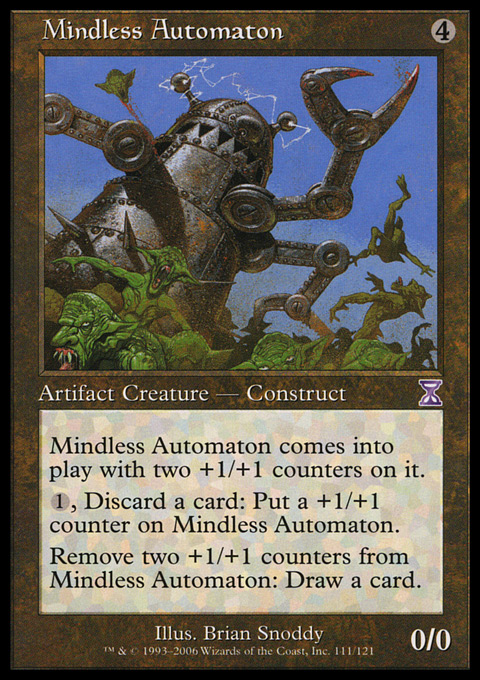 Mindless Automaton 4
Artifact Creature — Construct
Mindless Automaton comes into
play with two +1/+1 counters on it.
1, Discard a card: Put a +1/+1
counter on Mindless Automaton.
Remove two +1/+1 counters from
Mindless Automaton: Draw a card.
Illus. Brian Snoddy
™ & © 1993–2006 Wizards of the Coast, Inc. 111/121
0/0